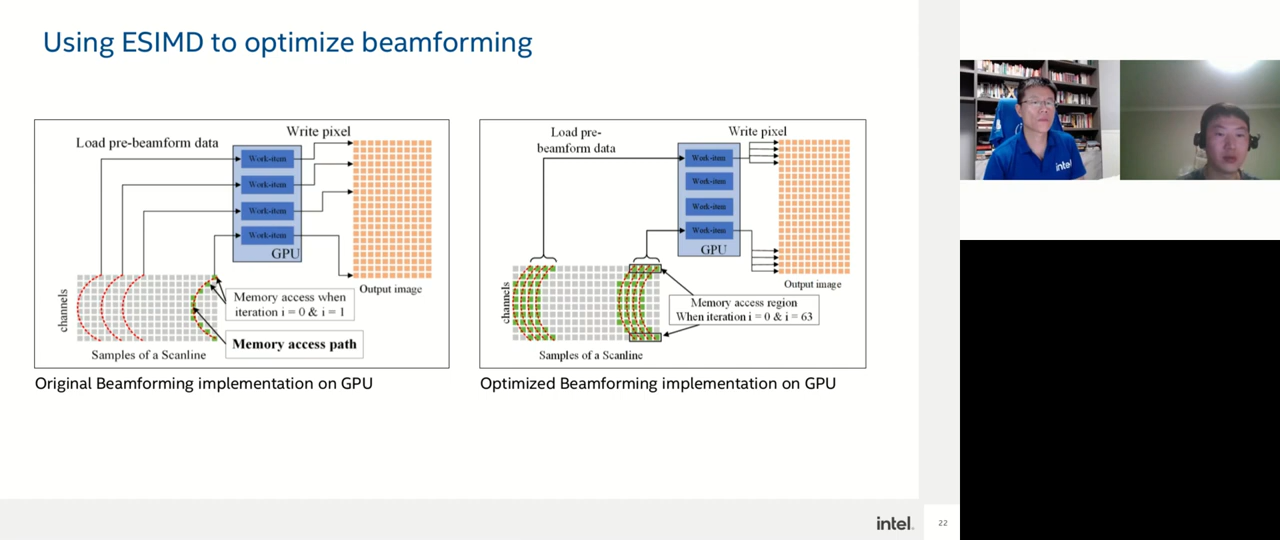 Using ESIMD to optimize beamforming
Load pre-beamform data
Write pixel
Work-item
Work-item
Work-item
Work-item
GPU
Output image
channels
Memory access when
iteration i = 0 & i = 1
Memory access path
Samples of a Scanline
Original Beamforming implementation on GPU
Load pre-
beamform data
Write pixel
Work-item
Work-item
Work-item
Work-item
GPU
Output image
channels
Memory access region
When iteration i = 0 & i = 63
Samples of a Scanline
Optimized Beamforming implementation on GPU
intel.
22
intel